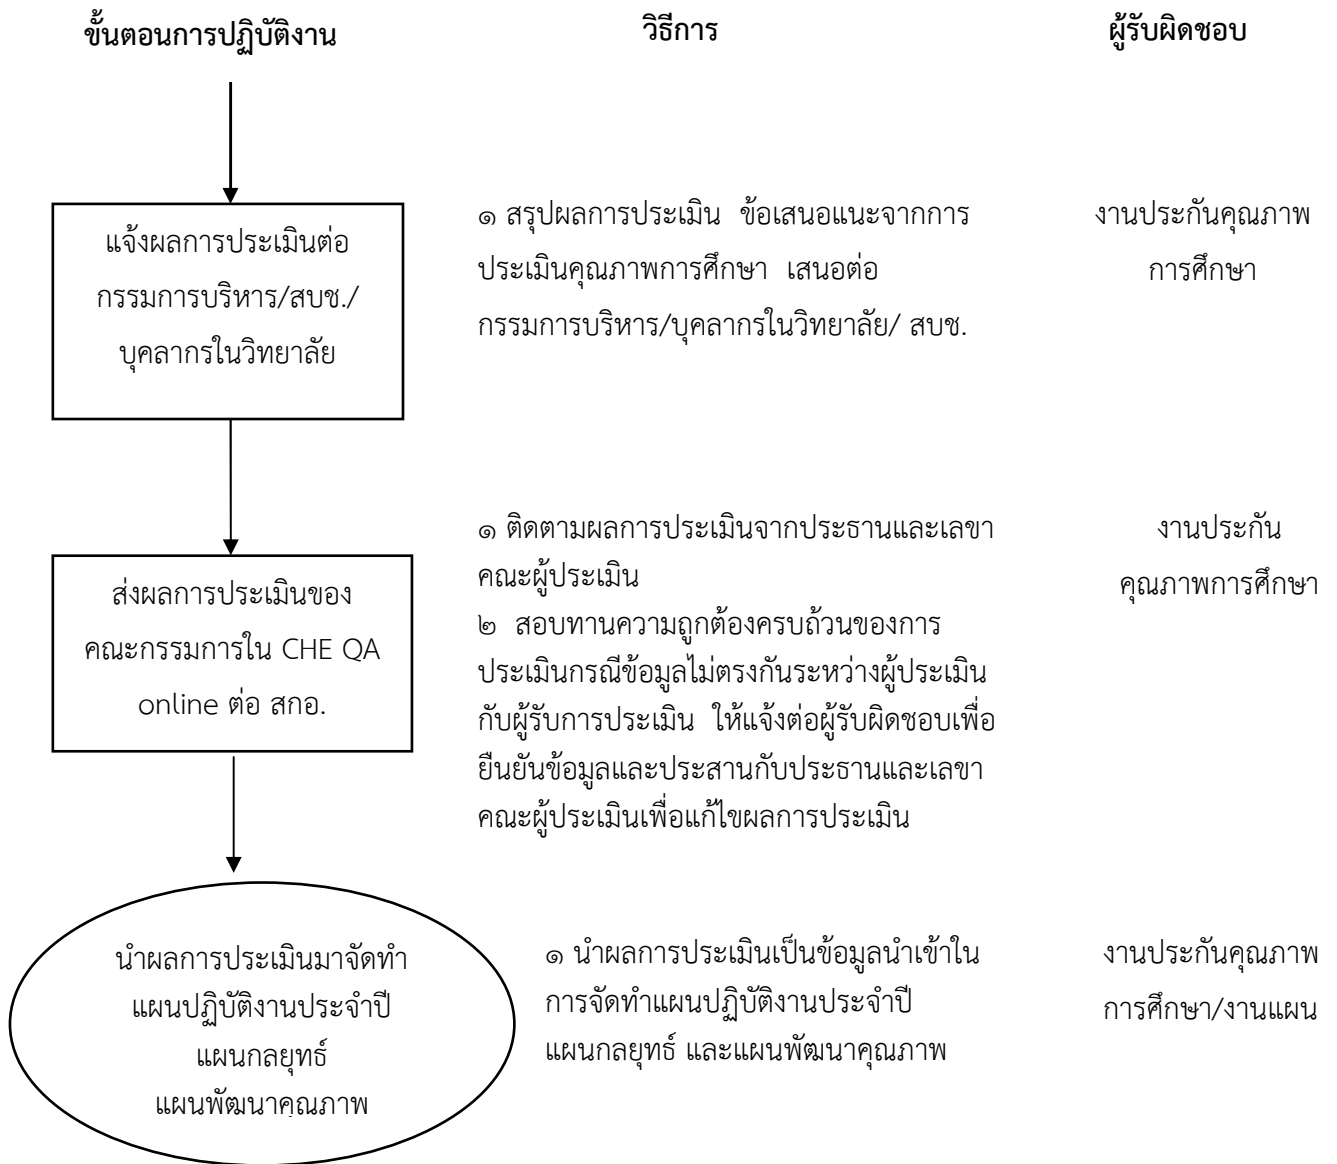 ขั้นตอนการปฏิบัติงาน วิธีการ ผู้รับผิดชอบ
แจ้งผลการประเมินต่อ
กรรมการบริหาร/สบช./
บุคลากรในวิทยาลัย
๑ สรุปผลการประเมิน ข้อเสนอแนะจากการ
ประเมินคุณภาพการศึกษา เสนอต่อ
กรรมการบริหาร/บุคลากรในวิทยาลัย/ สบช.
งานประกันคุณภาพ
การศึกษา
ส่งผลการประเมินของ
คณะกรรมการใน CHE QA
online ต่อ สกอ.
๑ ติดตามผลการประเมินจากประธานและเลขา
คณะผู้ประเมิน
๒ สอบทานความถูกต้องครบถ้วนของการ
ประเมินกรณีข้อมูลไม่ตรงกันระหว่างผู้ประเมิน
กับผู้รับการประเมิน ให้แจ้งต่อผู้รับผิดชอบเพื่อ
ยืนยันข้อมูลและประสานกับประธานและเลขา
คณะผู้ประเมินเพื่อแก้ไขผลการประเมิน
งานประกัน
คุณภาพการศึกษา
นำผลการประเมินมาจัดทำ
แผนปฏิบัติงานประจำปี
แผนกลยุทธ์
แผนพัฒนาคุณภาพ
๑ นำผลการประเมินเป็นข้อมูลนำเข้าใน
การจัดทำแผนปฏิบัติงานประจำปี
แผนกลยุทธ์ และแผนพัฒนาคุณภาพ
งานประกันคุณภาพ
การศึกษา/งานแผน